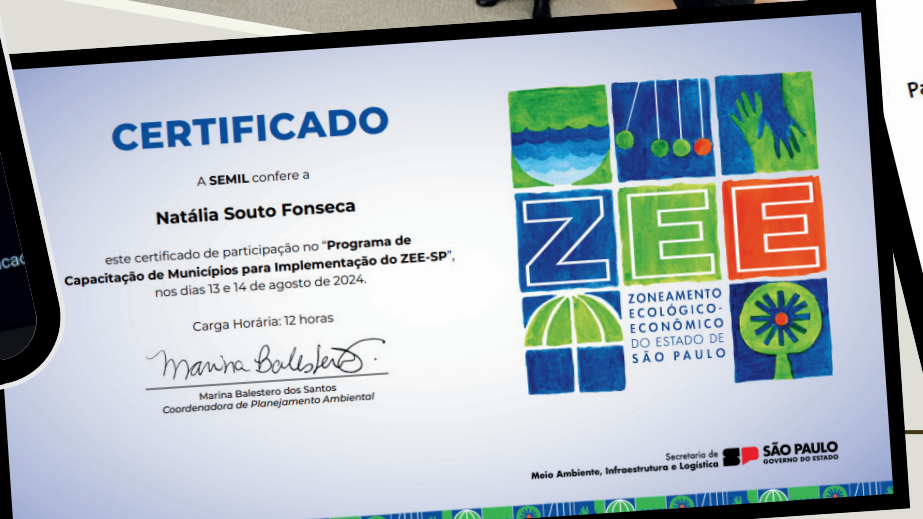 CERTIFICADO
A SEMIL confere a
Natália Souto Fonseca
este certificado de participação no "Programa de
Capacitação de Municípios para Implementação do ZEE-SP",
nos dias 13 e 14 de agosto de 2024.
Carga Horária: 12 horas
Marina Balestero
Marina Balestero dos Santos
Coordenadora de Planejamento Ambiental
ZEE
ZONEAMENTO
ECOLÓGICO-
ECONÔMICO
DO ESTADO DE
SÃO PAULO
Secretaria de
Meio Ambiente, Infraestrutura e Logística
SP
SÃO PAULO
GOVERNO DO ESTADO